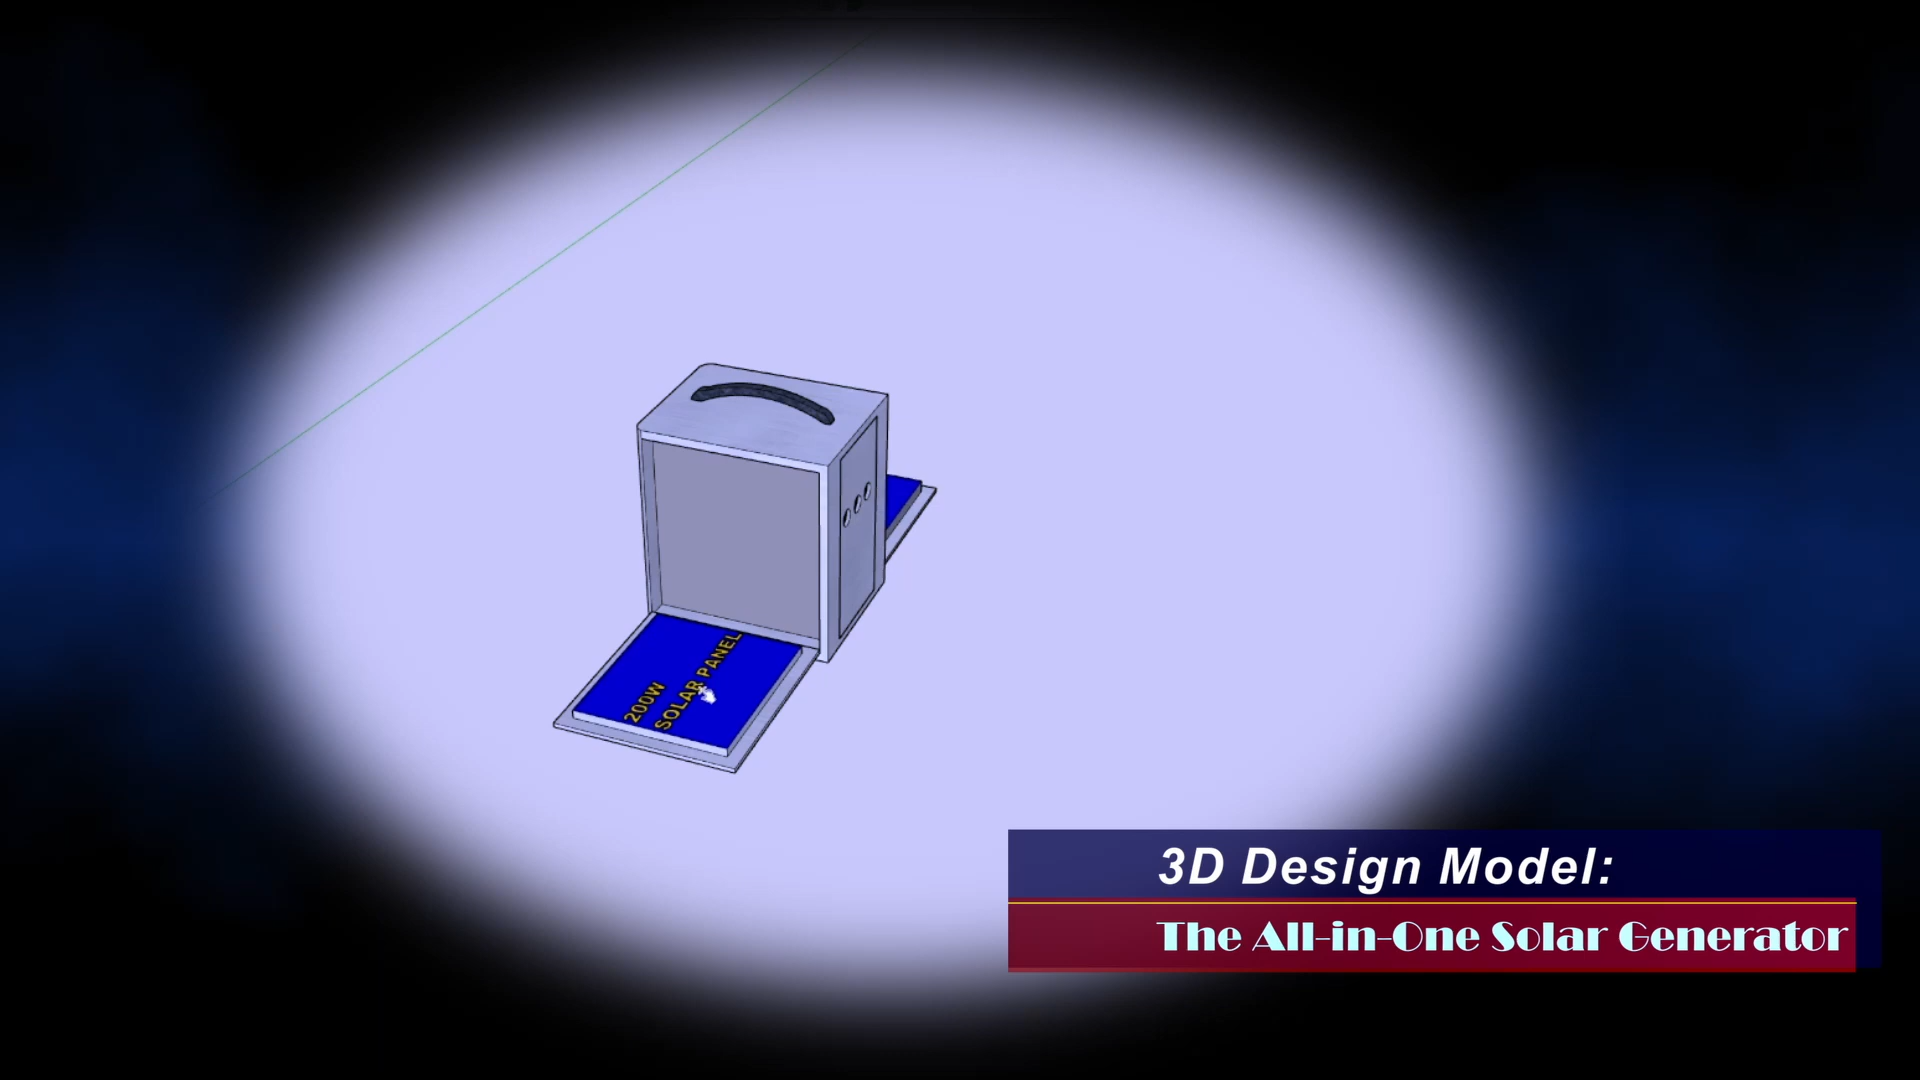 200W
SOLAR PANEL
3D Design Model:
The All-in-One Solar Generator